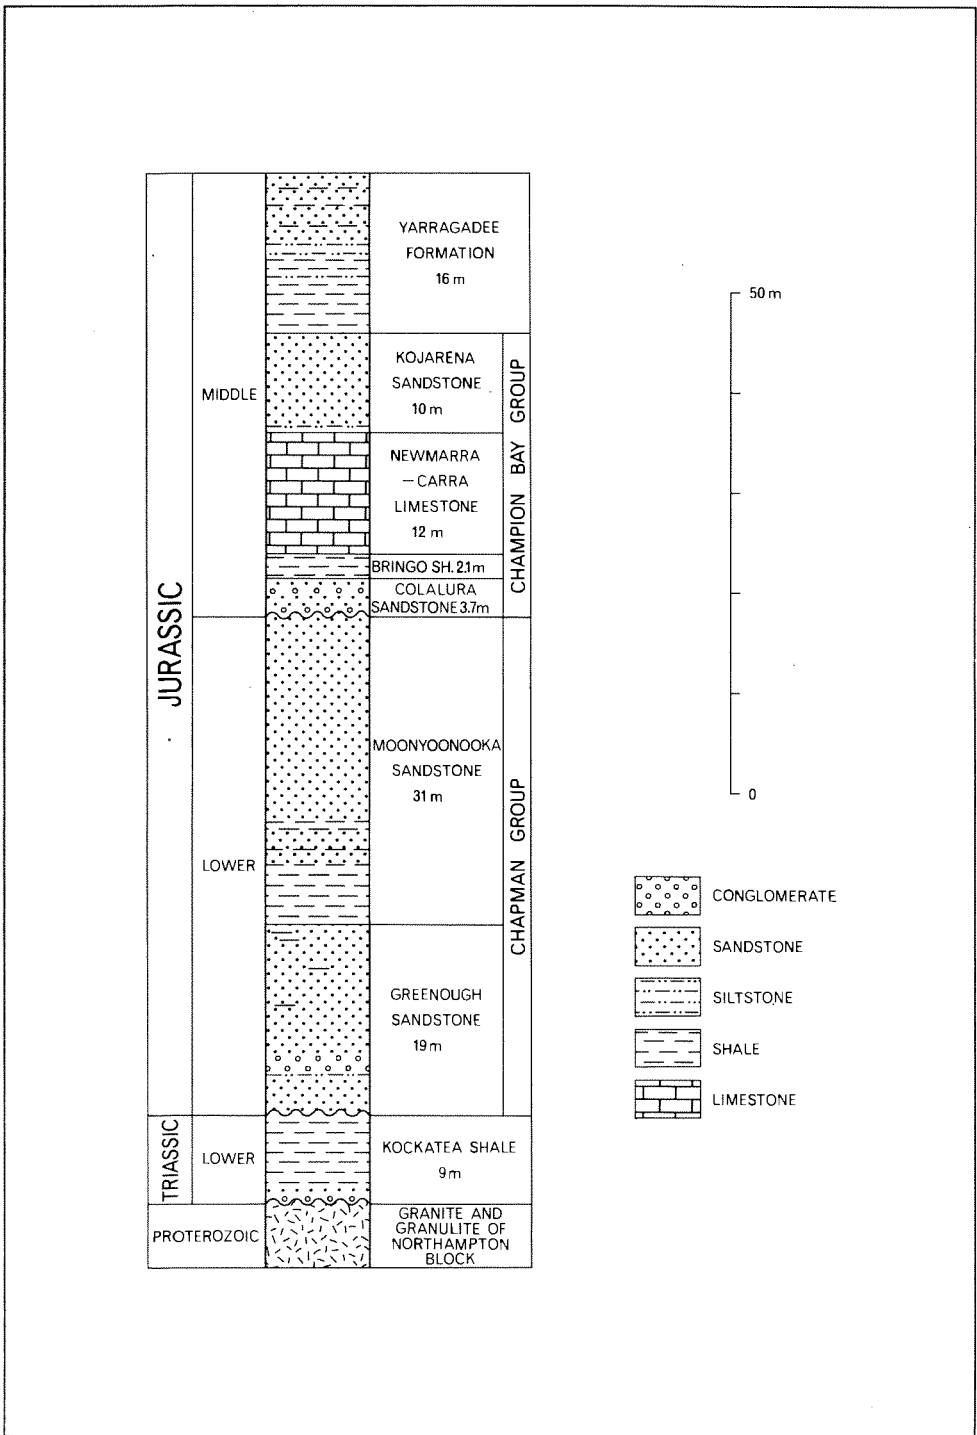 YARRAGADEE
FORMATION
16 m
KOJARENA
SANDSTONE
10 m
NEWMARRA
—CARRA
LIMESTONE
12 m
BRINGO SH. 2.1m
COLALURA
SANDSTONE 3.7m
CHAMPION BAY GROUP
MIDDLE
JURASSIC
MOONYOONOOKA
SANDSTONE
31 m
LOWER
GREENOUGH
SANDSTONE
19 m
CHAPMAN GROUP
TRIASSIC
LOWER
KOCKATEA SHALE
9 m
PROTEROZOIC
GRANITE AND
GRANULITE OF
NORTHAMPTON
BLOCK
50 m
0
CONGLOMERATE
SANDSTONE
SILTSTONE
SHALE
LIMESTONE